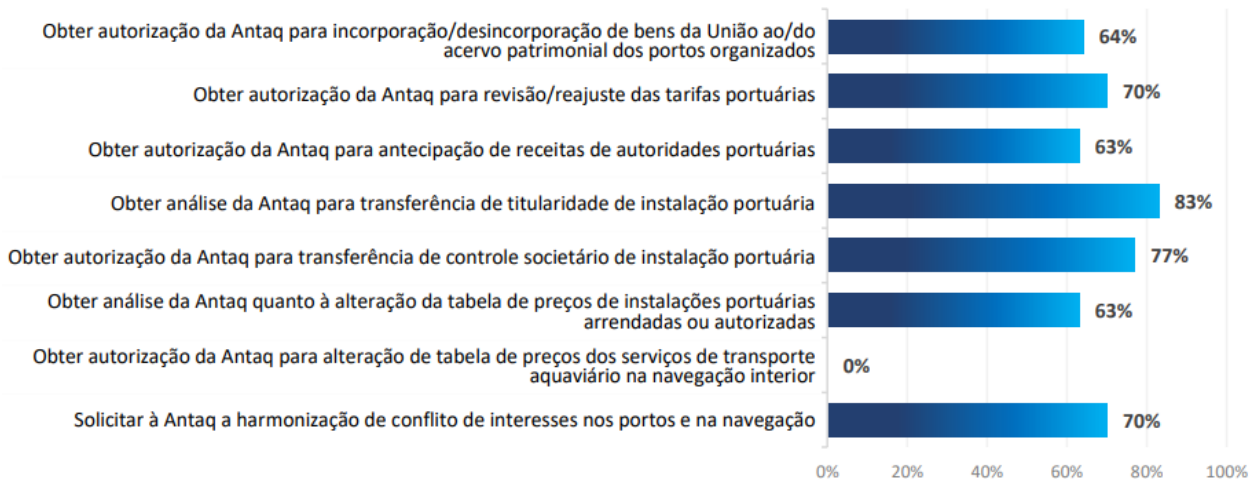 Obter autorização da Antaq para incorporação/desincorporação de bens da União ao/do
acervo patrimonial dos portos organizados
64%
Obter autorização da Antaq para revisão/reajuste das tarifas portuárias
70%
Obter autorização da Antaq para antecipação de receitas de autoridades portuárias
63%
Obter análise da Antaq para transferência de titularidade de instalação portuária
83%
Obter autorização da Antaq para transferência de controle societário de instalação portuária
77%
Obter análise da Antaq quanto à alteração da tabela de preços de instalações portuárias
arrendadas ou autorizadas
63%
Obter autorização da Antaq para alteração de tabela de preços dos serviços de transporte
aquaviário na navegação interior
0%
Solicitar à Antaq a harmonização de conflito de interesses nos portos e na navegação
70%
0% 20% 40% 60% 80% 100%